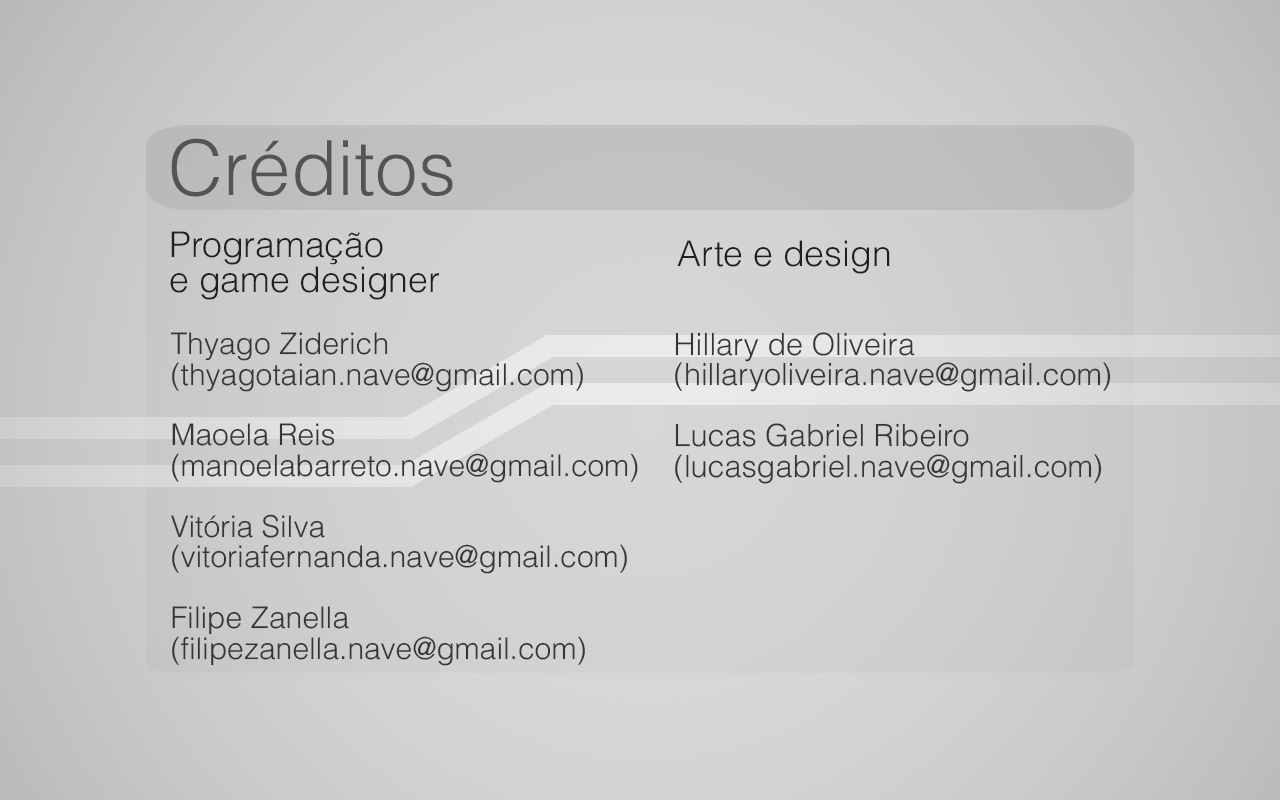 Créditos
Programação
e game designer
Thyago Ziderich
(thyagotaian.nave@gmail.com)
Maoela Reis
(manoelabarreto.nave@gmail.com)
Vitória Silva
(vitoriafernanda.nave@gmail.com)
Filipe Zanella
(filipezanella.nave@gmail.com)
Arte e design
Hillary de Oliveira
(hillaryoliveira.nave@gmail.com)
Lucas Gabriel Ribeiro
(lucasgabriel.nave@gmail.com)